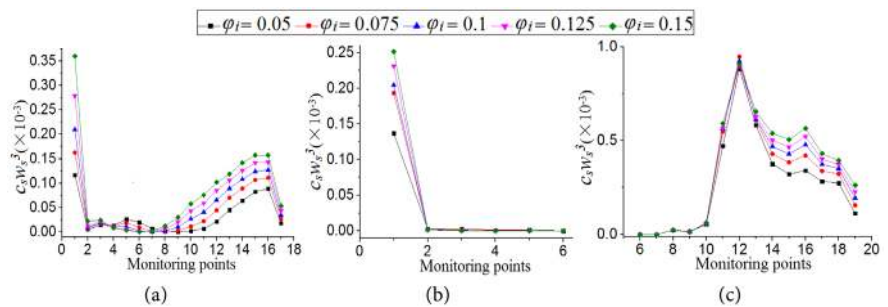 φi = 0.05 φi = 0.075 φi = 0.1 φi = 0.125 φi = 0.15
0.35
0.30
0.25
0.20
0.15
0.10
0.05
0.00
csws³(×10⁻³)
0 2 4 6 8 10 12 14 16 18
Monitoring points
(a)
0.25
0.20
0.15
0.10
0.05
0.00
csws³(×10⁻³)
0 2 4 6
Monitoring points
(b)
1.0
0.5
0.0
csws³(×10⁻³)
6 8 10 12 14 16 18 20
Monitoring points
(c)